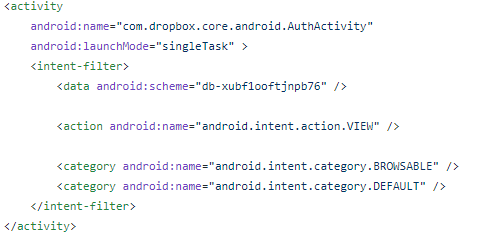 <activity
android:name="com.dropbox.core.android.AuthActivity"
android:launchMode="singleTask" >
<intent-filter>
<data android:scheme="db-xubf1ooftjnpb76" />
<action android:name="android.intent.action.VIEW" />
<category android:name="android.intent.category.BROWSABLE" />
<category android:name="android.intent.category.DEFAULT" />
</intent-filter>
</activity>